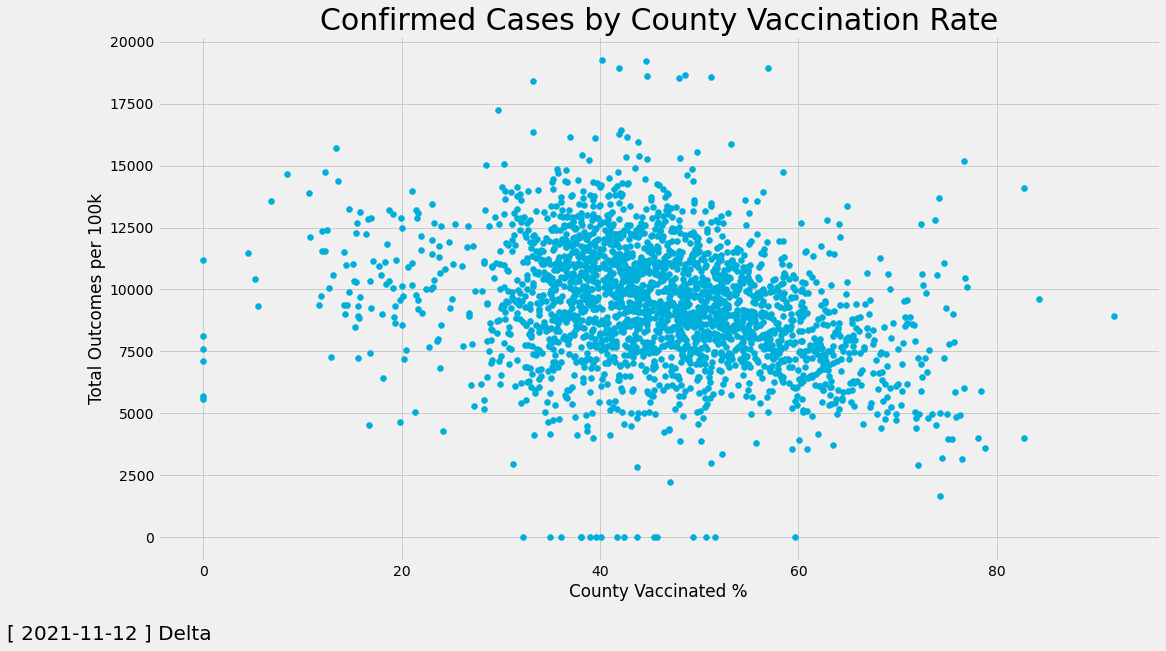 Confirmed Cases by County Vaccination Rate
20000
17500
15000
12500
10000
7500
5000
2500
0
Total Outcomes per 100k
0 20 40 60 80
County Vaccinated %
[ 2021-11-12 ] Delta